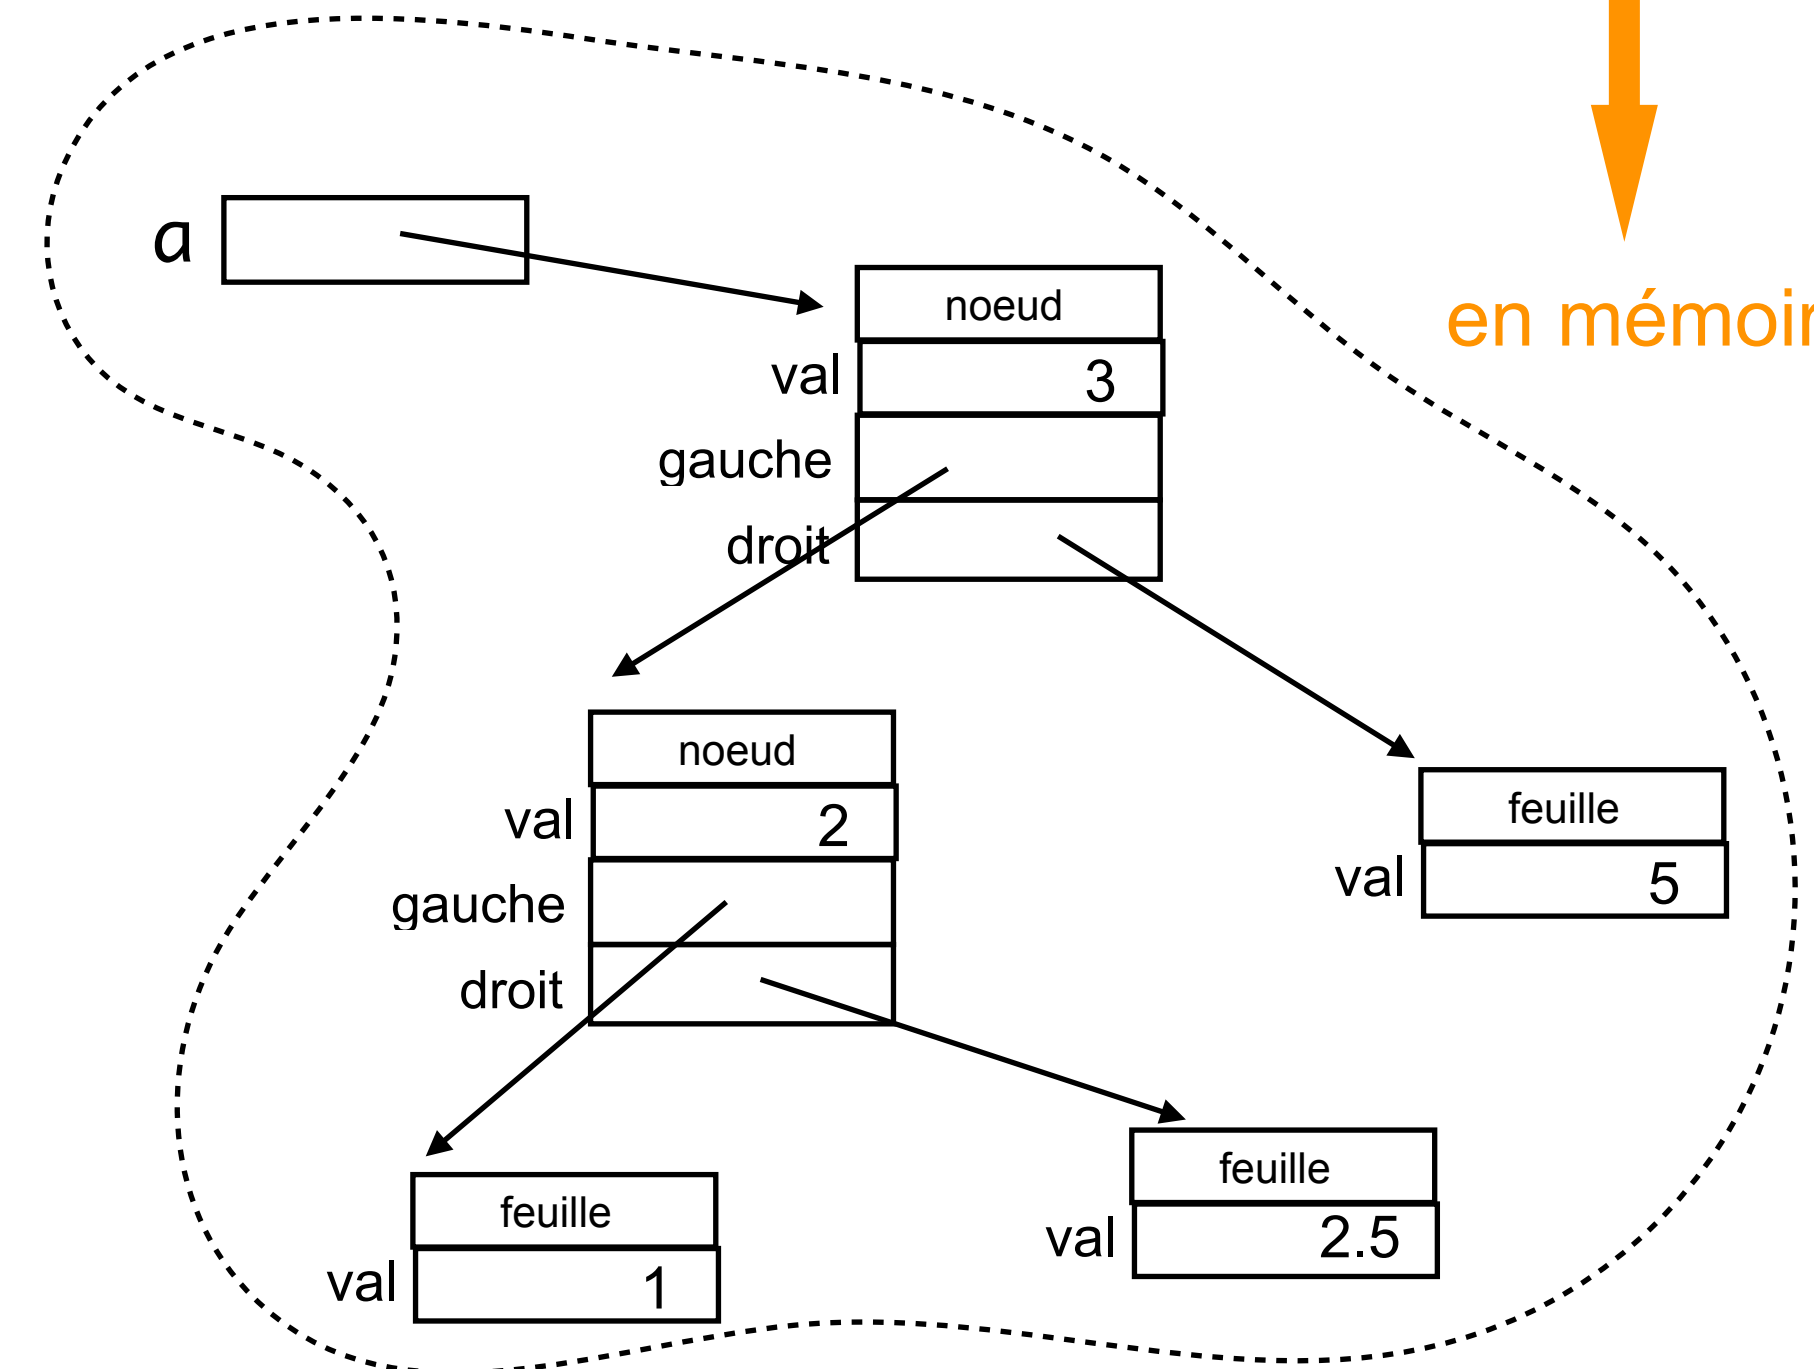 a
noeud
val 3
gauche
droit
en mémoir
noeud
val 2
gauche
droit
feuille
val 5
feuille
val 1
feuille
val 2.5